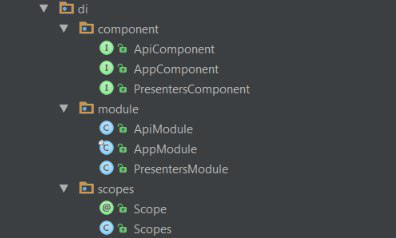 di
component
I ApiComponent
I AppComponent
I PresentersComponent
module
C ApiModule
C AppModule
C PresentersModule
scopes
@ Scope
C Scopes